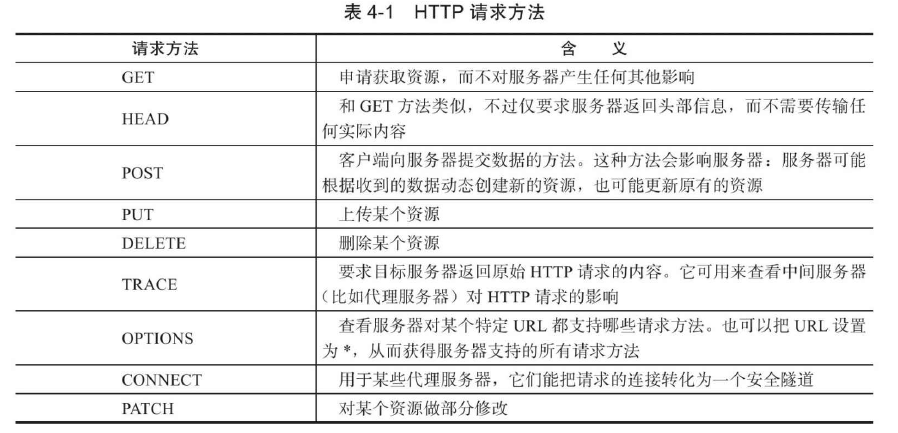 表 4-1 HTTP 请求方法
请求方法 含 义
GET 申请获取资源，而不对服务器产生任何其他影响
HEAD 和 GET 方法类似，不过仅要求服务器返回头部信息，而不需要传输任
何实际内容
POST 客户端向服务器提交数据的方法。这种方法会影响服务器：服务器可能
根据收到的数据动态创建新的资源，也可能更新原有的资源
PUT 上传某个资源
DELETE 删除某个资源
TRACE 要求目标服务器返回原始 HTTP 请求的内容。它可用来查看中间服务器
（比如代理服务器）对 HTTP 请求的影响
OPTIONS 查看服务器对某个特定 URL 都支持哪些请求方法。也可以把 URL 设置
为 *，从而获得服务器支持的所有请求方法
CONNECT 用于某些代理服务器，它们能把请求的连接转化为一个安全隧道
PATCH 对某个资源做部分修改